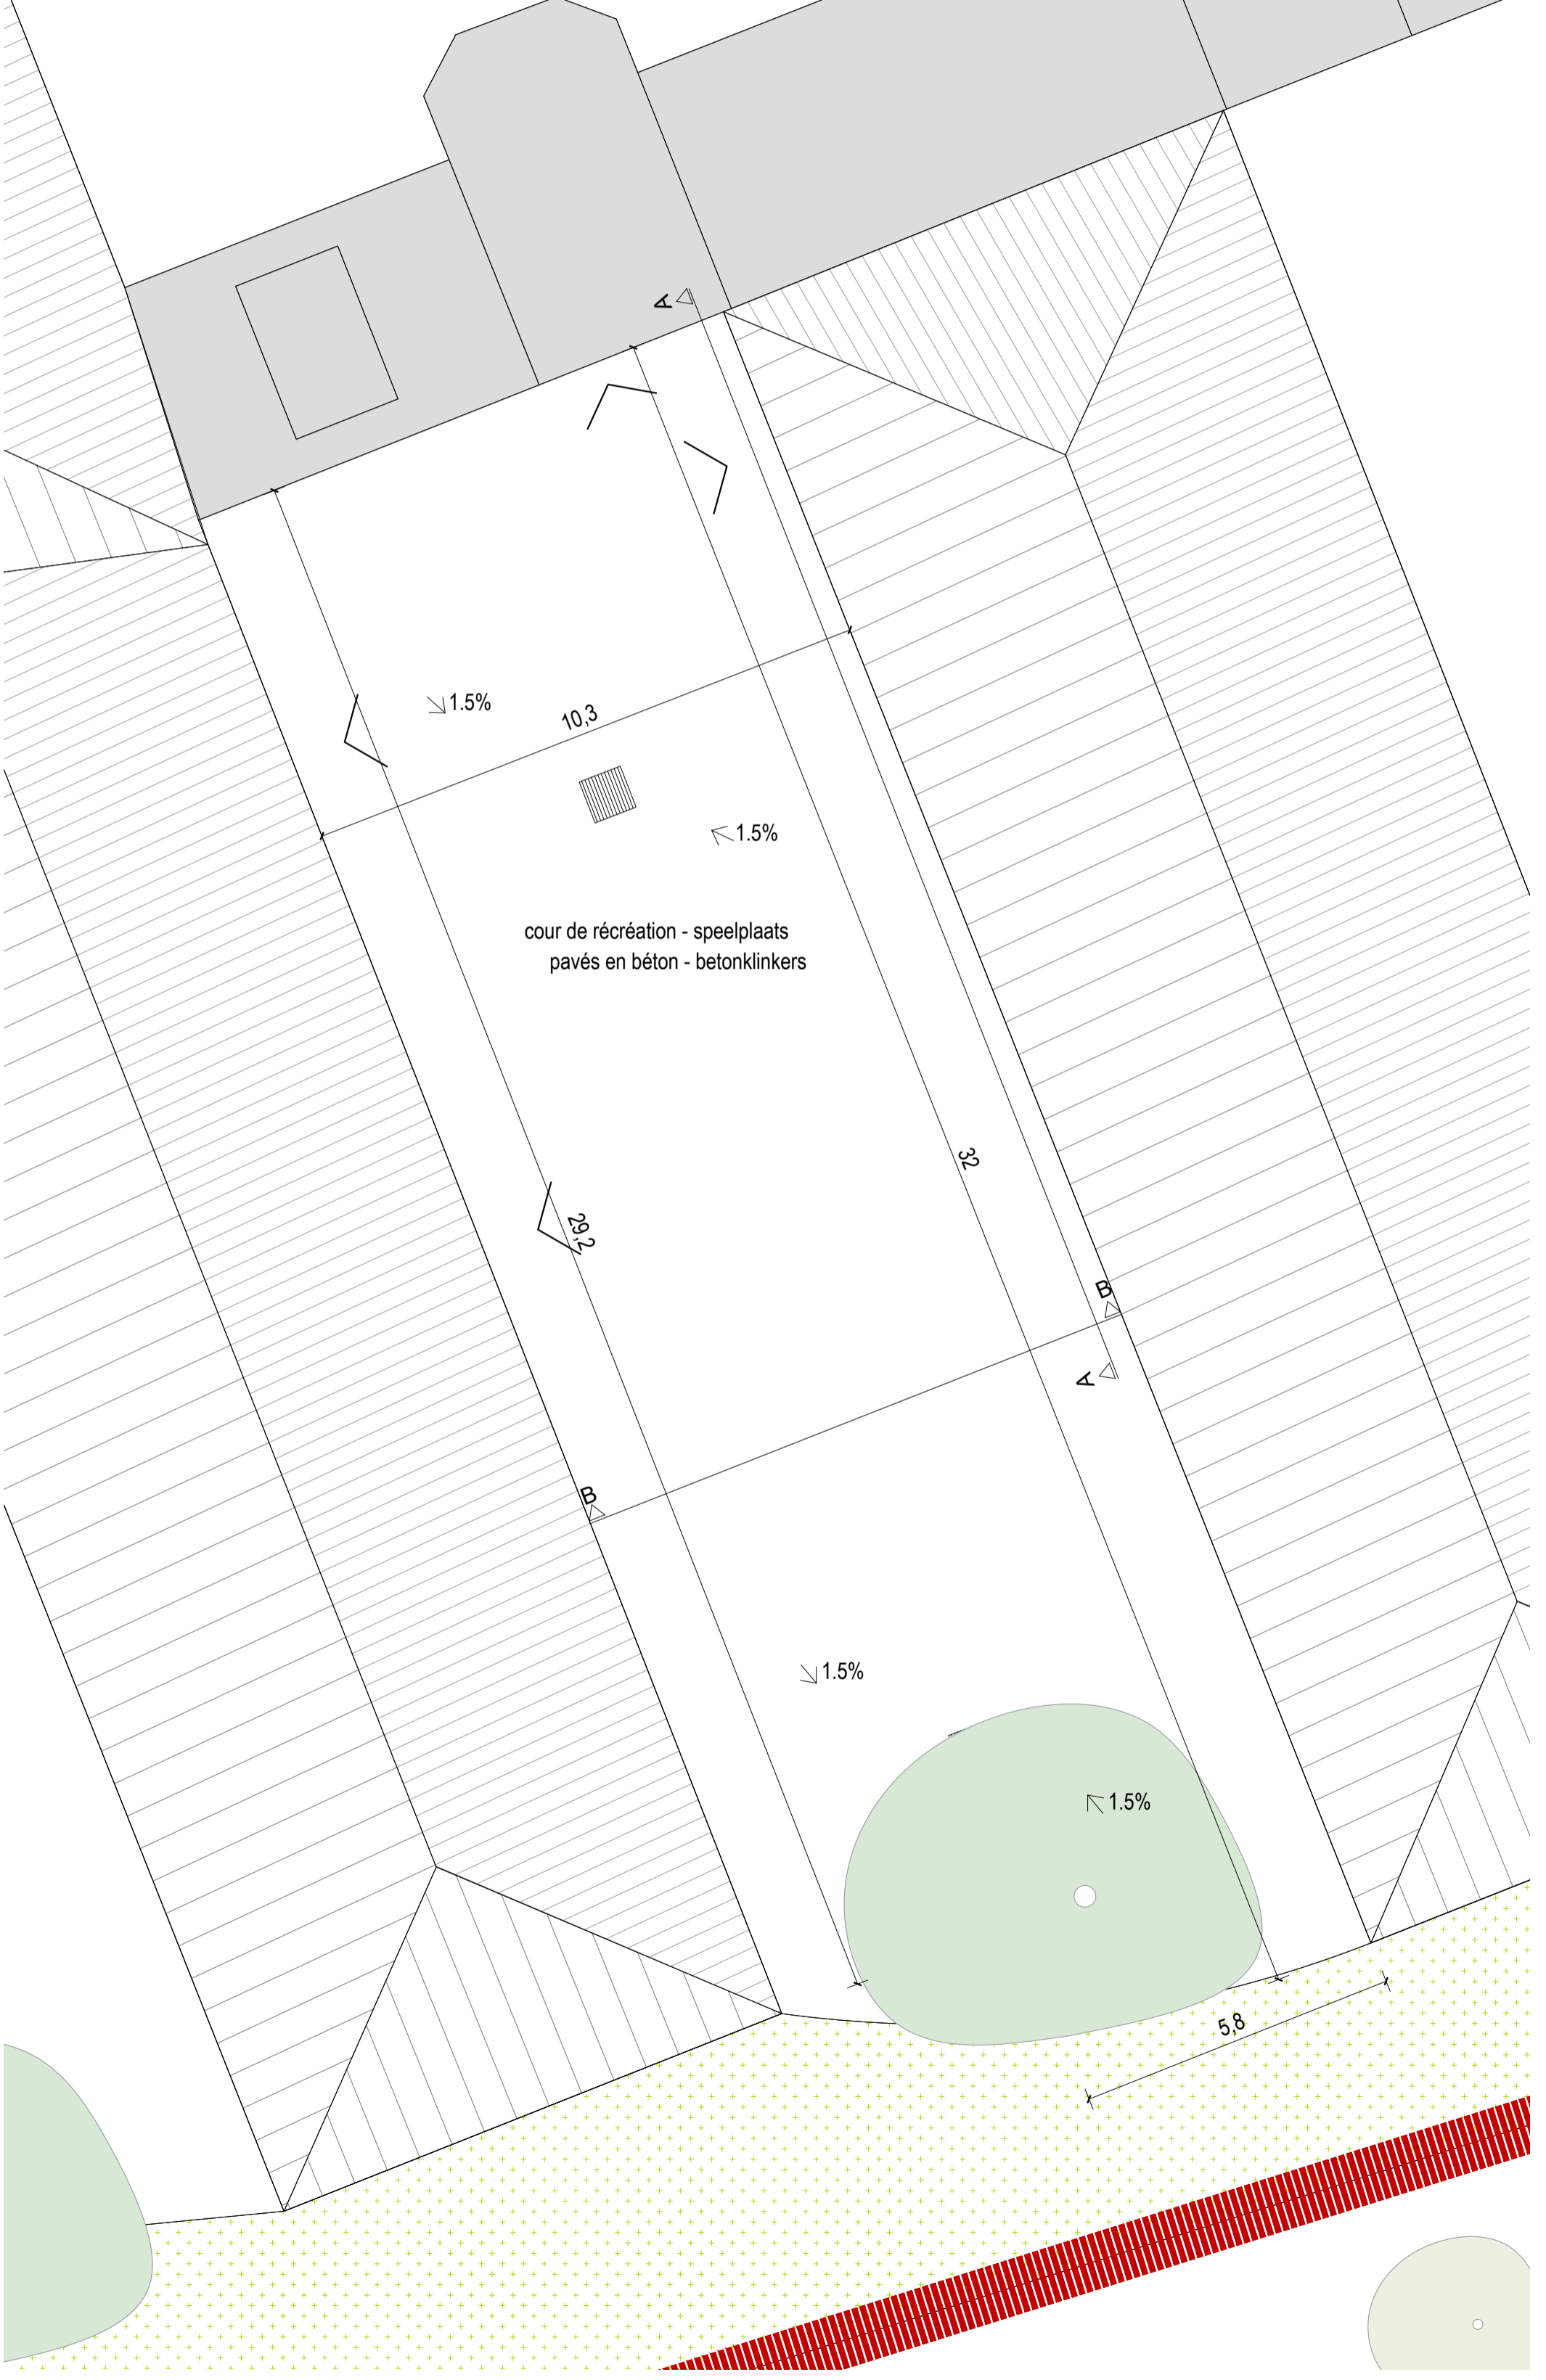 A
1.5%
10,3
1.5%
cour de récréation - speelplaats
pavés en béton - betonklinkers
32
29,2
B
A
B
1.5%
1.5%
5,8